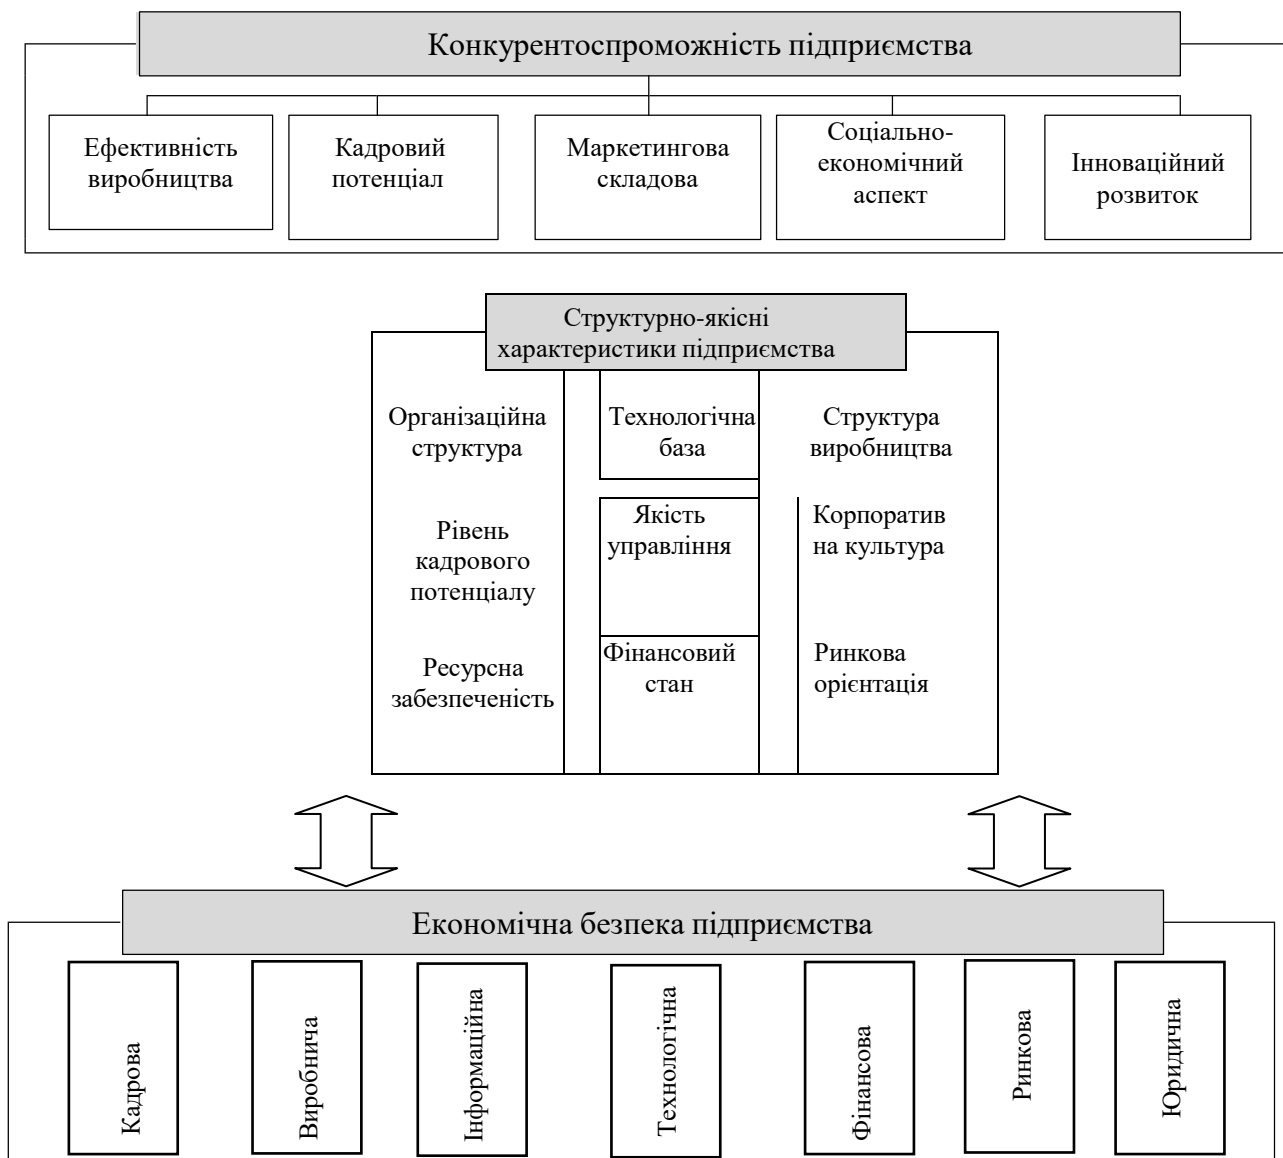 Конкурентоспроможність підприємства
Ефективність
виробництва
Кадровий
потенціал
Маркетингова
складова
Соціально-
економічний
аспект
Інноваційний
розвиток
Структурно-якісні
характеристики підприємства
Організаційна
структура
Технологічна
база
Структура
виробництва
Рівень
кадрового
потенціалу
Якість
управління
Корпоратив
на культура
Ресурсна
забезпеченість
Фінансовий
стан
Ринкова
орієнтація
Економічна безпека підприємства
Кадрова
Виробнича
Інформаційна
Технологічна
Фінансова
Ринкова
Юридична